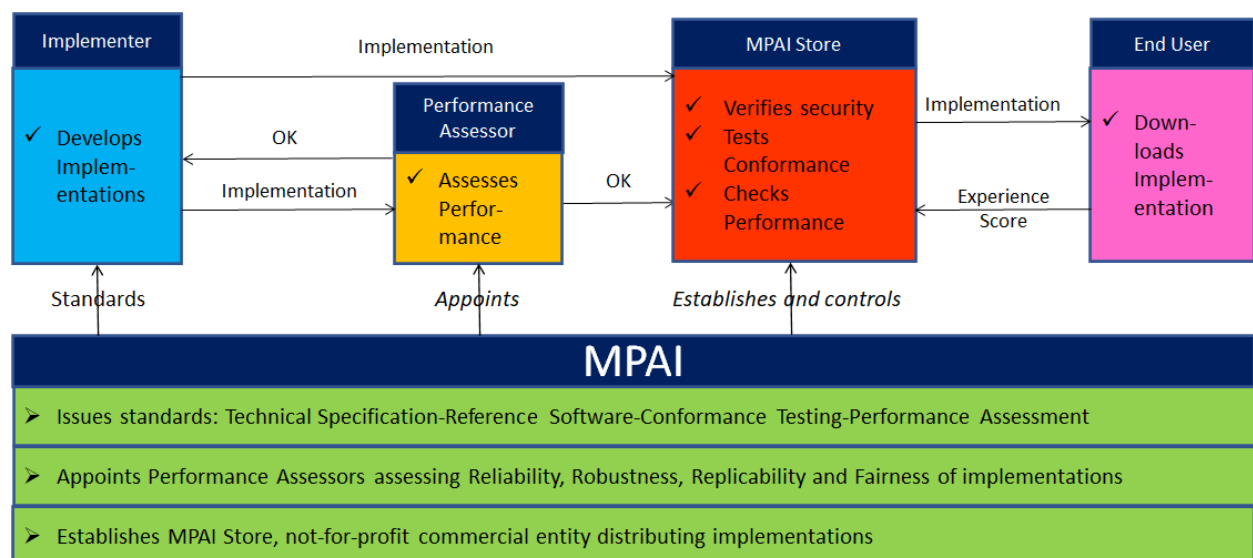 Implementer
✓ Develops
Implem-
entations
Implementation
OK
Implementation
Performance
Assessor
✓ Assesses
Perfor-
mance
OK
MPAI Store
✓ Verifies security
✓ Tests
Conformance
✓ Checks
Performance
Implementation
Experience
Score
End User
✓ Down-
loads
Implem-
entation
Standards
Appoints
Establishes and controls
MPAI
➢ Issues standards: Technical Specification-Reference Software-Conformance Testing-Performance Assessment
➢ Appoints Performance Assessors assessing Reliability, Robustness, Replicability and Fairness of implementations
➢ Establishes MPAI Store, not-for-profit commercial entity distributing implementations